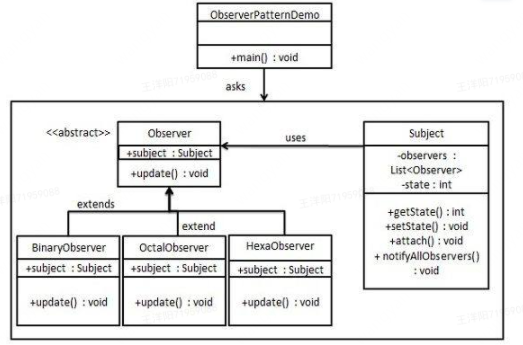 ObserverPatternDemo
+main() : void
asks
<<abstract>>
Observer
+subject : Subject
+update() : void
uses
Subject
-observers :
List<Observer>
-state : int
+getState() : int
+setState() : void
+attach() : void
+ notifyAllObservers()
: void
extends
extend
BinaryObserver
+subject : Subject
+update() : void
OctalObserver
+subject : Subject
+update() : void
HexaObserver
+subject : Subject
+update() : void